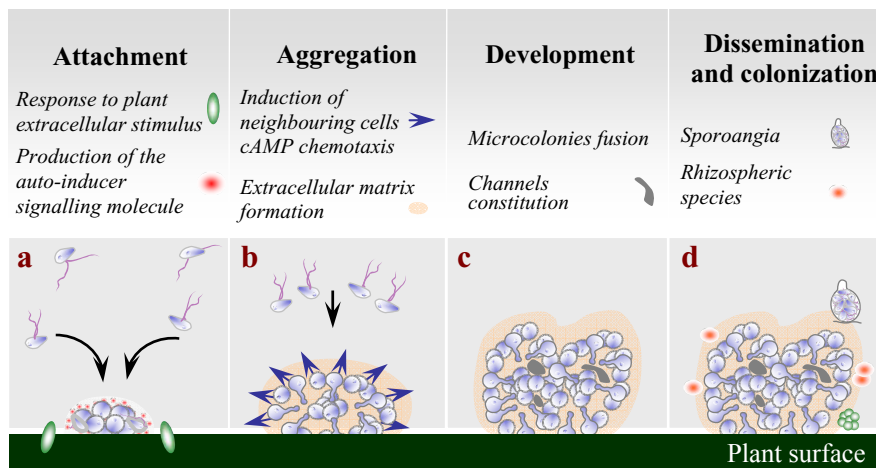 Attachment
Response to plant
extracellular stimulus
Production of the
auto-inducer
signalling molecule
Aggregation
Induction of
neighbouring cells
cAMP chemotaxis
Extracellular matrix
formation
Development
Microcolonies fusion
Channels
constitution
Dissemination
and colonization
Sporoangia
Rhizospheric
species
a
b
c
d
Plant surface